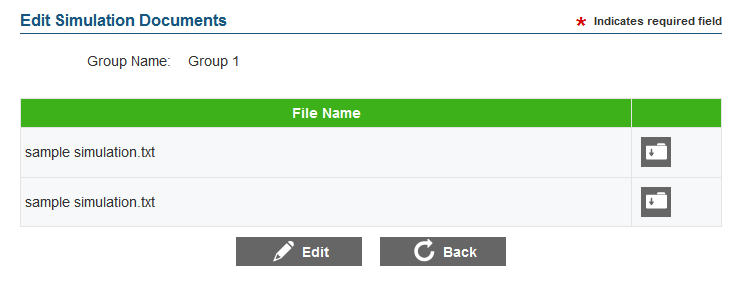 Edit Simulation Documents
* Indicates required field
Group Name: Group 1
File Name
sample simulation.txt
sample simulation.txt
Edit Back